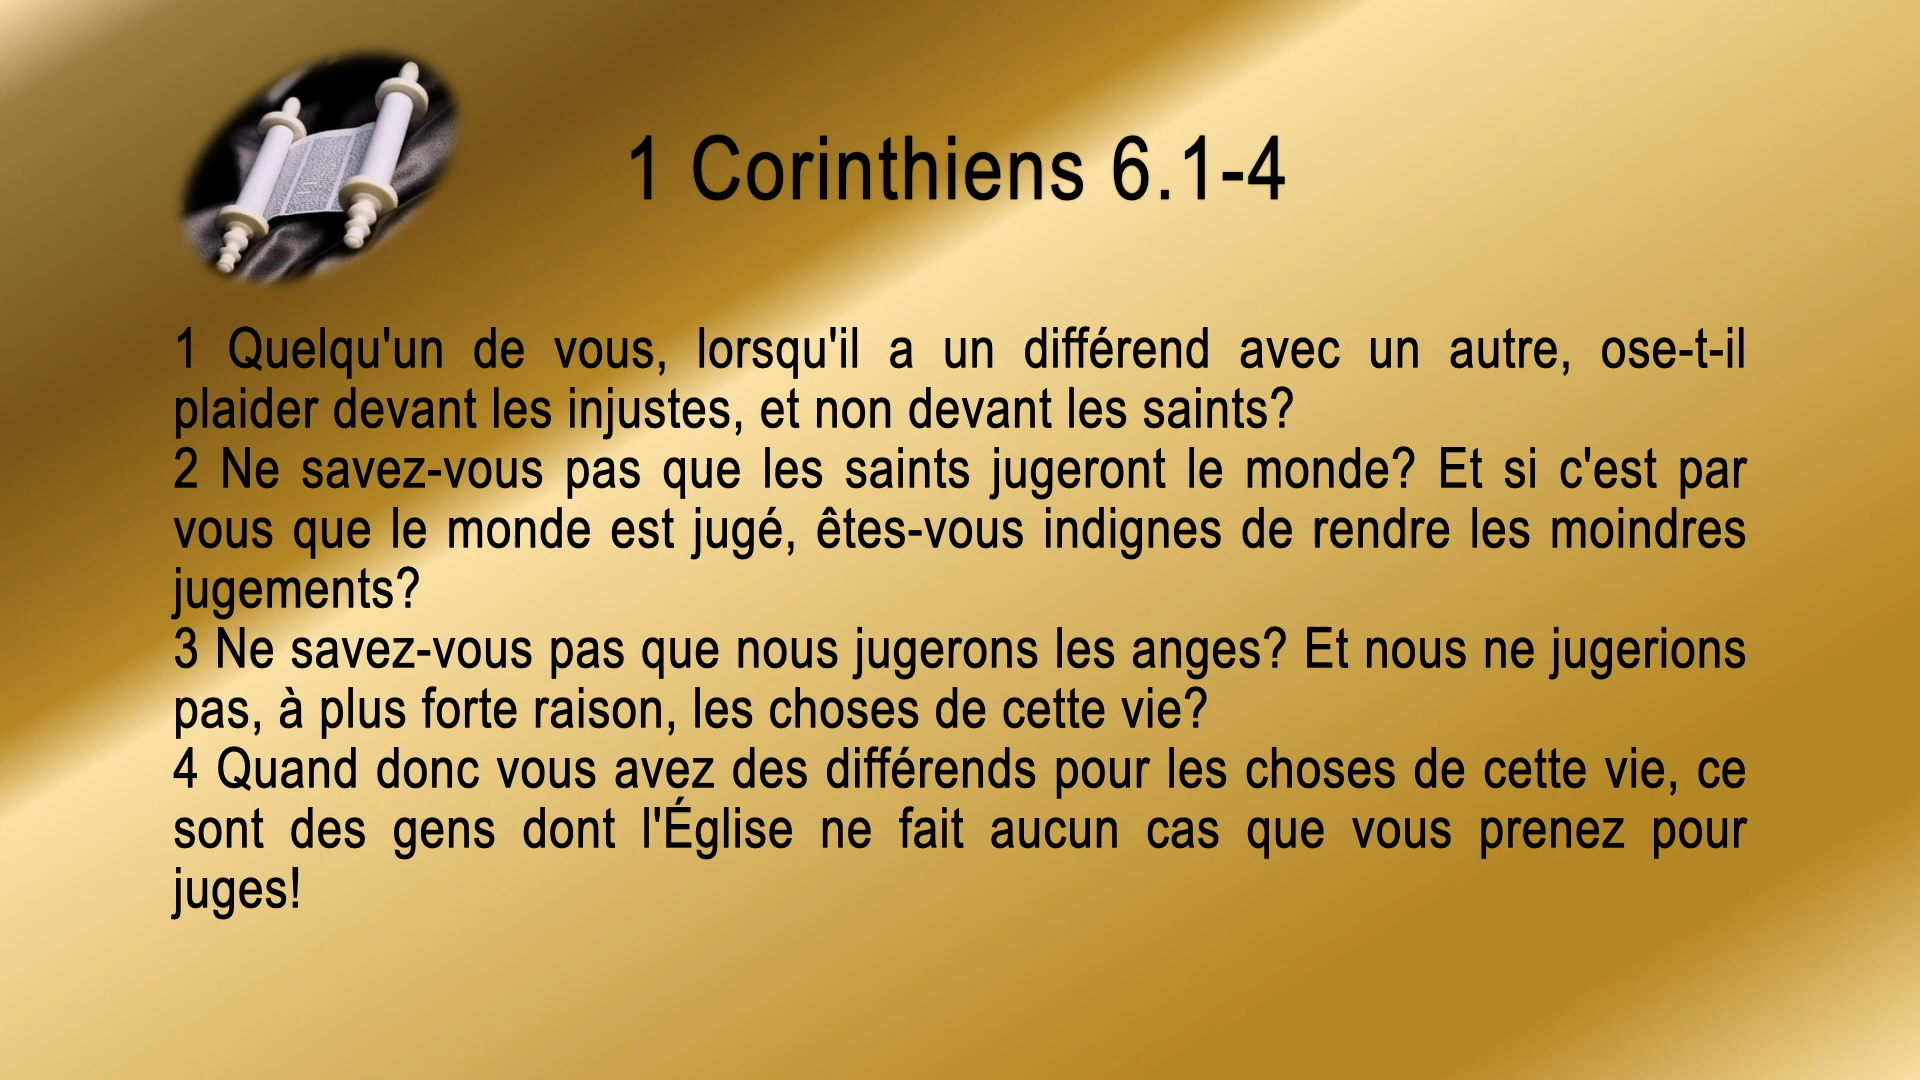 1 Corinthiens 6.1-4
1 Quelqu'un de vous, lorsqu'il a un différend avec un autre, ose-t-il
plaider devant les injustes, et non devant les saints?
2 Ne savez-vous pas que les saints jugeront le monde? Et si c'est par
vous que le monde est jugé, êtes-vous indignes de rendre les moindres
jugements?
3 Ne savez-vous pas que nous jugerons les anges? Et nous ne jugerions
pas, à plus forte raison, les choses de cette vie?
4 Quand donc vous avez des différends pour les choses de cette vie, ce
sont des gens dont l'Église ne fait aucun cas que vous prenez pour
juges!